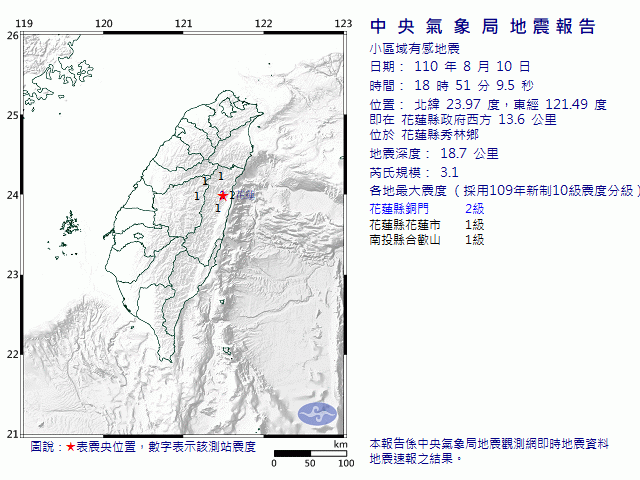 119 120 121 122 123
26
25
24
23
22
21
1
1
1
2
1
圖說：★表震央位置，數字表示該測站震度
km
0 50 100
中央氣象局地震報告
小區域有感地震
日期： 110 年 8 月 10 日
時間： 18 時 51 分 9.5 秒
位置： 北緯 23.97 度，東經 121.49 度
即在 花蓮縣政府西方 13.6 公里
位於 花蓮縣秀林鄉
地震深度： 18.7 公里
芮氏規模： 3.1
各地最大震度（採用109年新制10級震度分級）
花蓮縣銅門 2級
花蓮縣花蓮市 1級
南投縣合歡山 1級
本報告係中央氣象局地震觀測網即時地震資料
地震速報之結果。